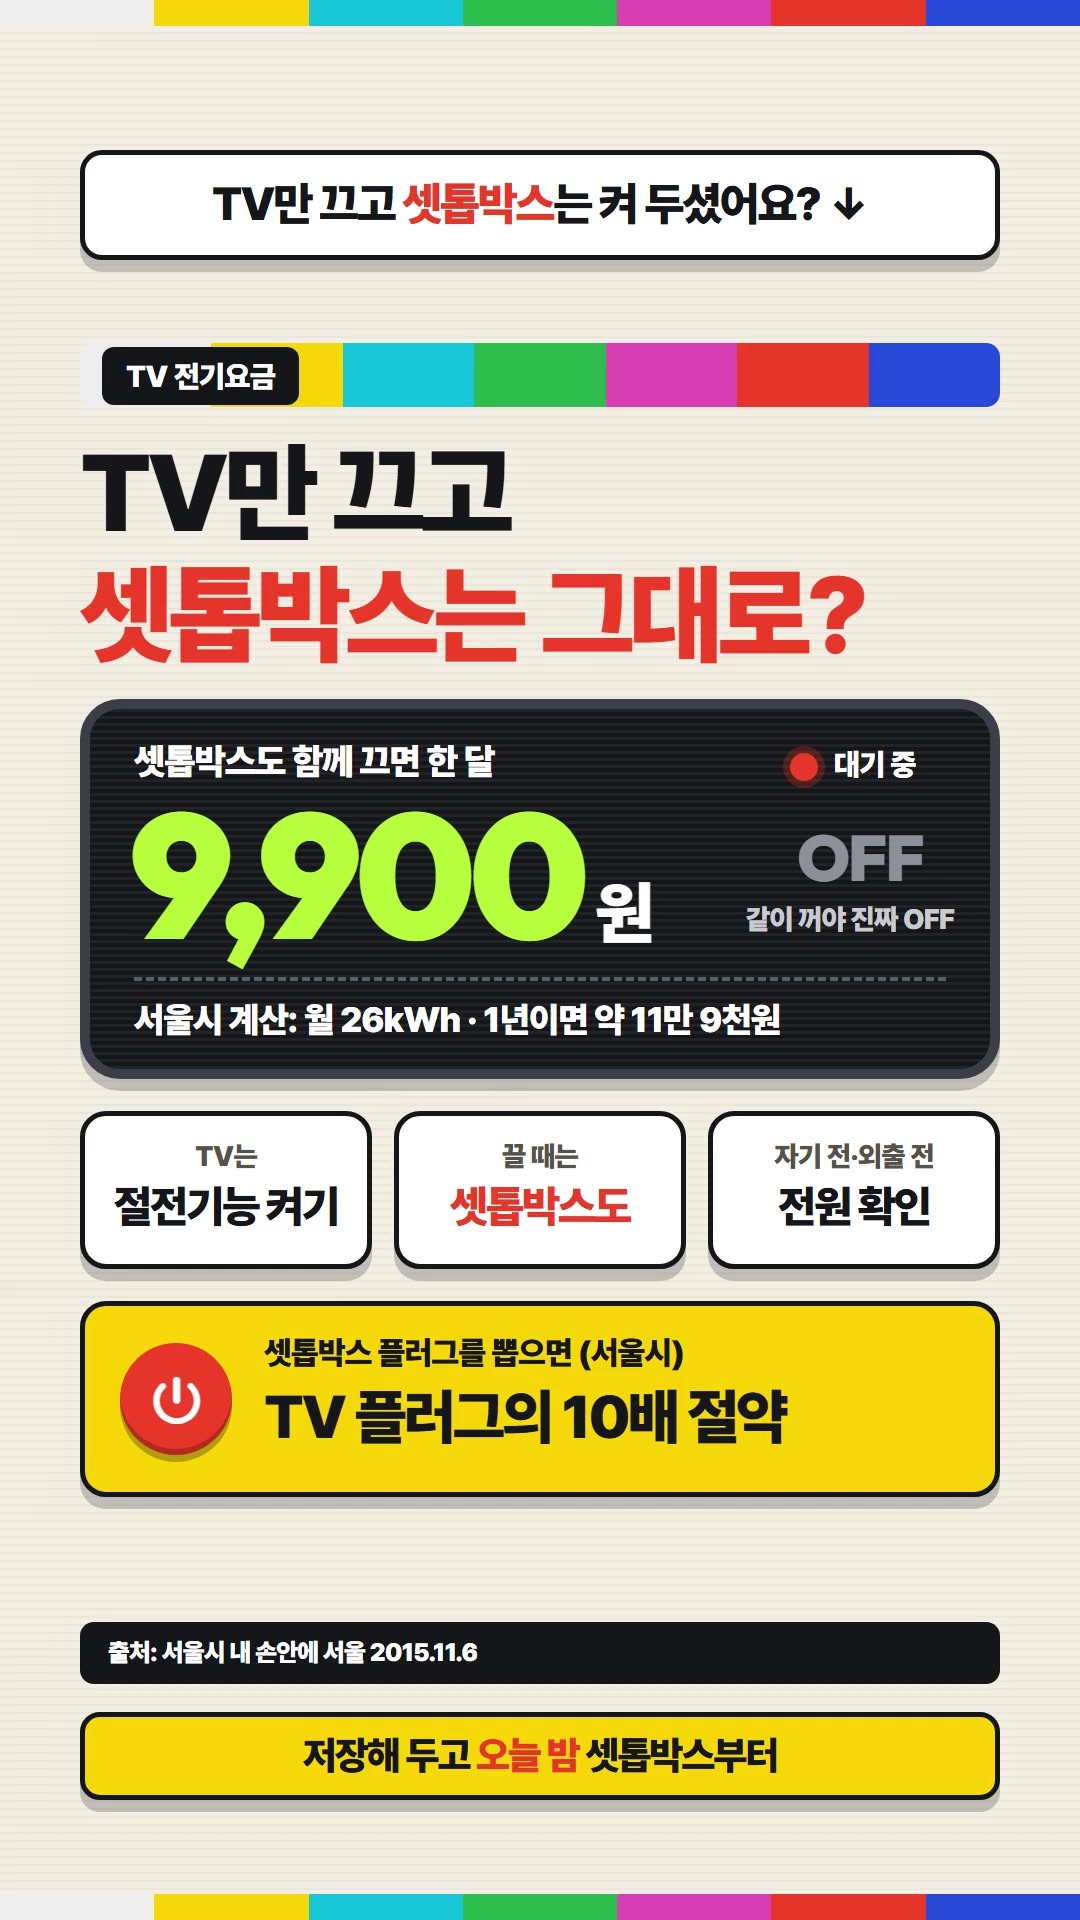 TV만 끄고 셋톱박스는 켜 두셨어요? ↓
TV 전기요금
TV만 끄고
셋톱박스는 그대로?
셋톱박스도 함께 끄면 한 달
대기 중
9,900원
OFF
같이 꺼야 진짜 OFF
서울시 계산: 월 26kWh · 1년이면 약 11만 9천원
TV는
절전기능 켜기
끌 때는
셋톱박스도
자기 전·외출 전
전원 확인
셋톱박스 플러그를 뽑으면 (서울시)
TV 플러그의 10배 절약
출처: 서울시 내 손안에 서울 2015.11.6
저장해 두고 오늘 밤 셋톱박스부터